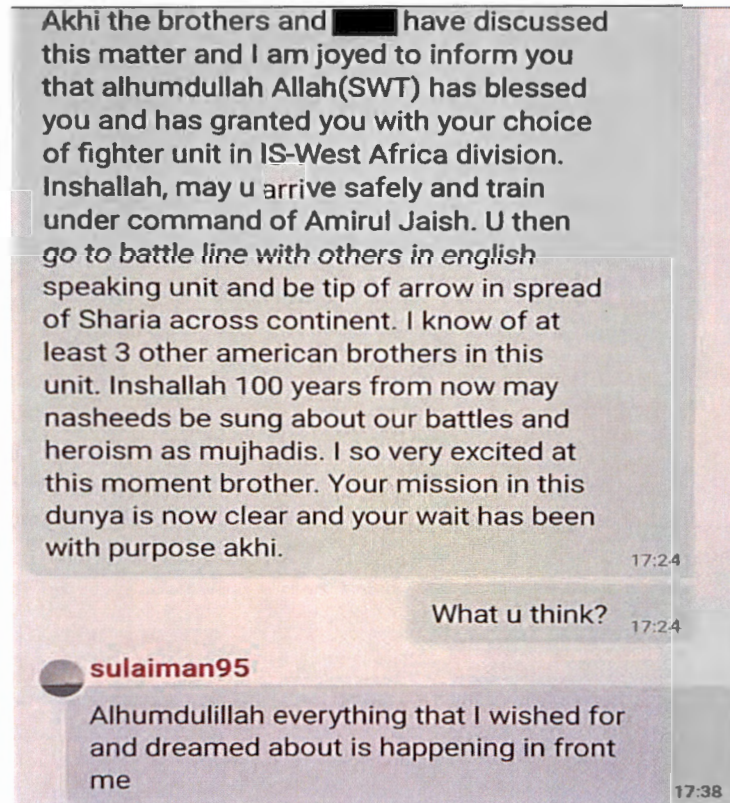 Akhi the brothers and have discussed
this matter and I am joyed to inform you
that alhumdullah Allah(SWT) has blessed
you and has granted you with your choice
of fighter unit in IS-West Africa division.
Inshallah, may u arrive safely and train
under command of Amirul Jaish. U then
go to battle line with others in english
speaking unit and be tip of arrow in spread
of Sharia across continent. I know of at
least 3 other american brothers in this
unit. Inshallah 100 years from now may
nasheeds be sung about our battles and
heroism as mujhadis. I so very excited at
this moment brother. Your mission in this
dunya is now clear and your wait has been
with purpose akhi.
17:24
What u think?
17:24
sulaiman95
Alhumdulillah everything that I wished for
and dreamed about is happening in front
me
17:38